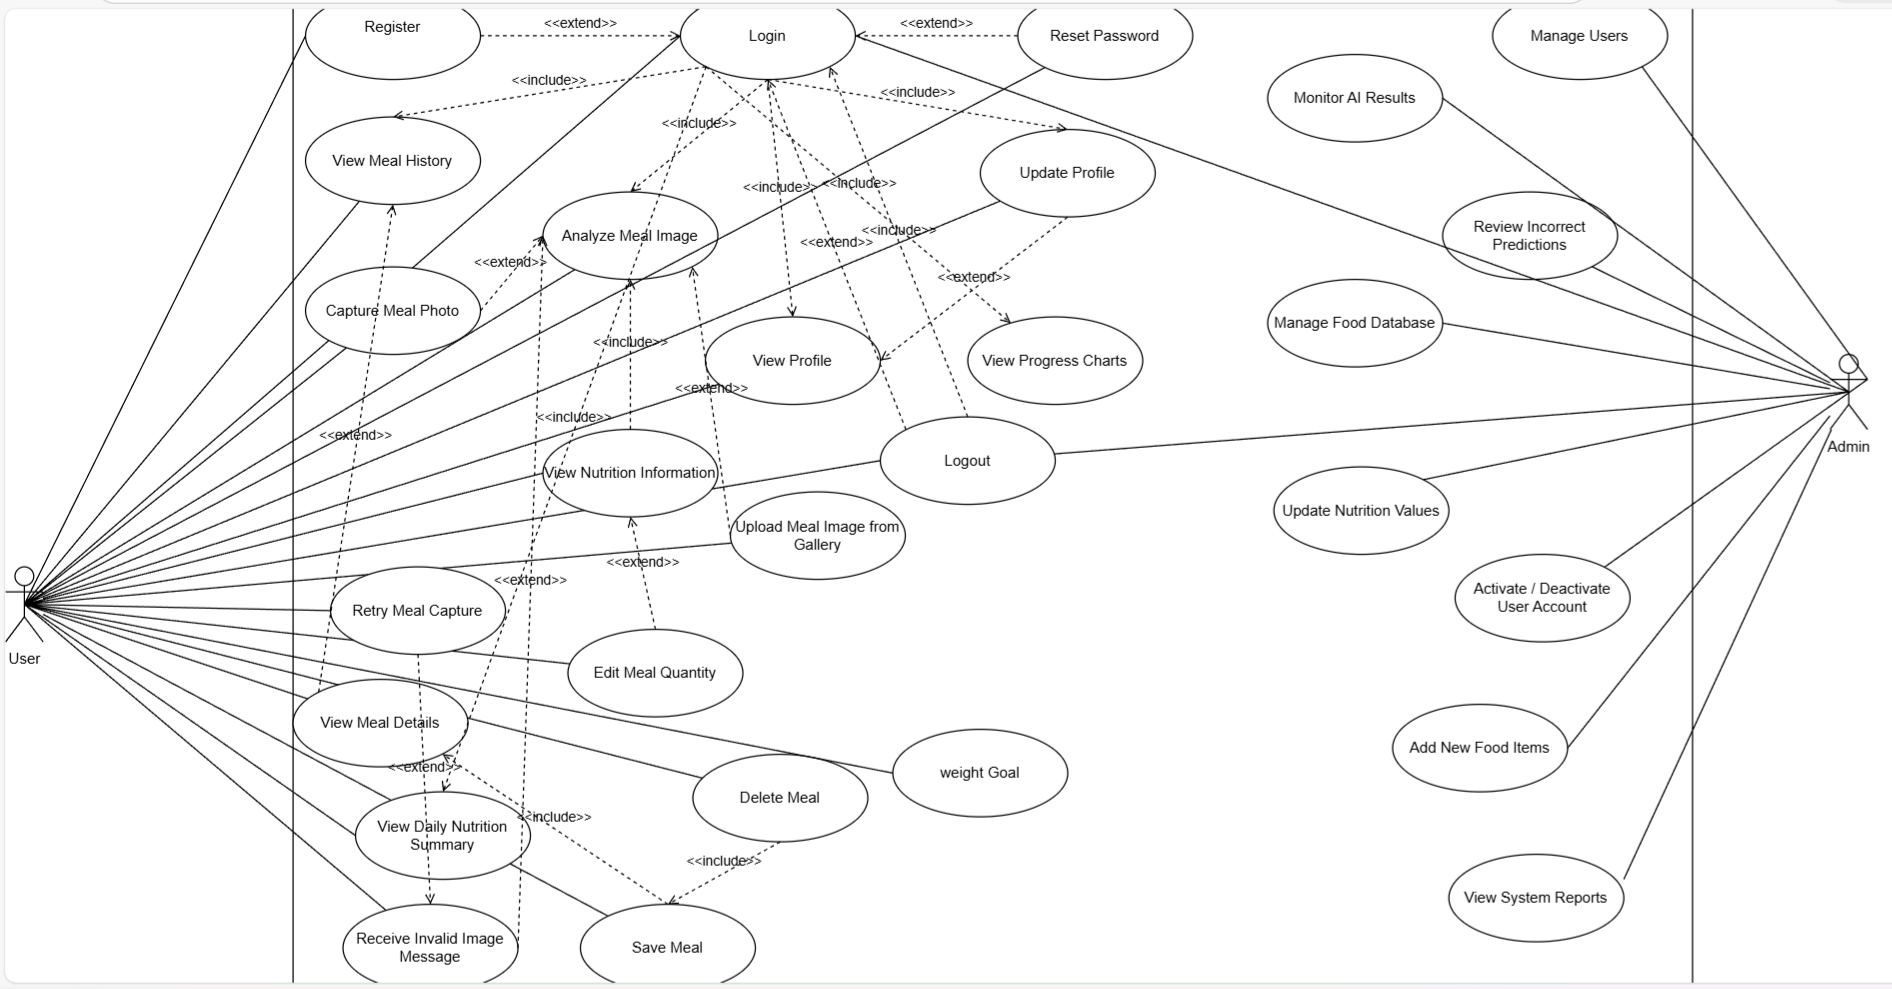 Register
<<extend>>
Login
<<extend>>
Reset Password
Manage Users
<<include>>
<<include>>
Monitor AI Results
<<include>>
View Meal History
Update Profile
<<include>>
<<include>>
Analyze Meal Image
<<include>>
<<extend>>
Review Incorrect
Predictions
<<extend>>
<<extend>>
Capture Meal Photo
Manage Food Database
<<include>>
View Profile
View Progress Charts
<<extend>>
<<include>>
<<extend>>
Admin
View Nutrition Information
Logout
Update Nutrition Values
Upload Meal Image from
Gallery
<<extend>>
<<extend>>
Activate / Deactivate
User Account
Retry Meal Capture
User
Edit Meal Quantity
View Meal Details
Add New Food Items
<<extend>>
weight Goal
Delete Meal
<<include>>
View Daily Nutrition
Summary
<<include>>
View System Reports
Receive Invalid Image
Message
Save Meal